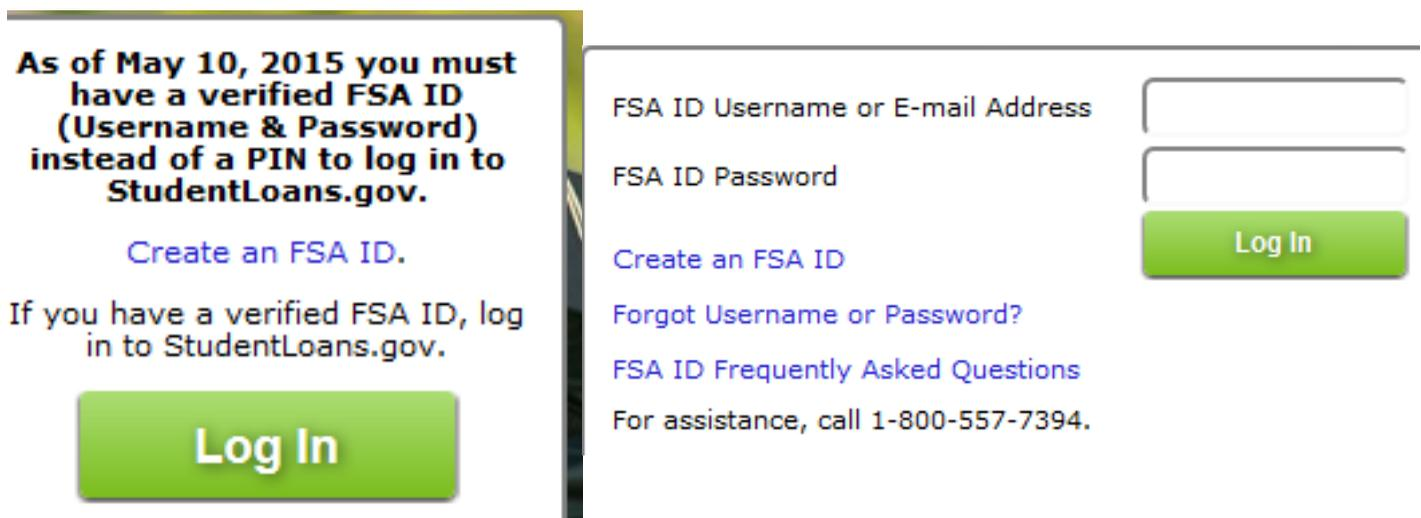 As of May 10, 2015 you must
have a verified FSA ID
(Username & Password)
instead of a PIN to log in to
StudentLoans.gov.
Create an FSA ID.
If you have a verified FSA ID, log
in to StudentLoans.gov.
Log In
FSA ID Username or E-mail Address
FSA ID Password
Log In
Create an FSA ID
Forgot Username or Password?
FSA ID Frequently Asked Questions
For assistance, call 1-800-557-7394.